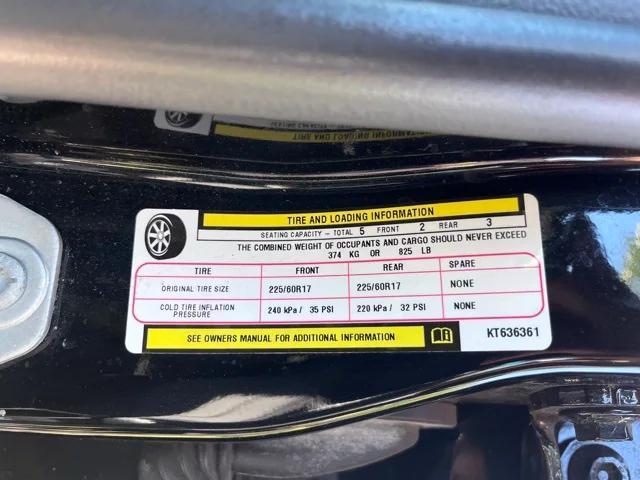 TIRE AND LOADING INFORMATION
SEATING CAPACITY - TOTAL 5 FRONT 2 REAR 3
THE COMBINED WEIGHT OF OCCUPANTS AND CARGO SHOULD NEVER EXCEED
374 KG OR 825 LB
TIRE FRONT REAR SPARE
ORIGINAL TIRE SIZE 225/60R17 225/60R17 NONE
COLD TIRE INFLATION PRESSURE 240 kPa / 35 PSI 220 kPa / 32 PSI NONE
SEE OWNERS MANUAL FOR ADDITIONAL INFORMATION KT636361